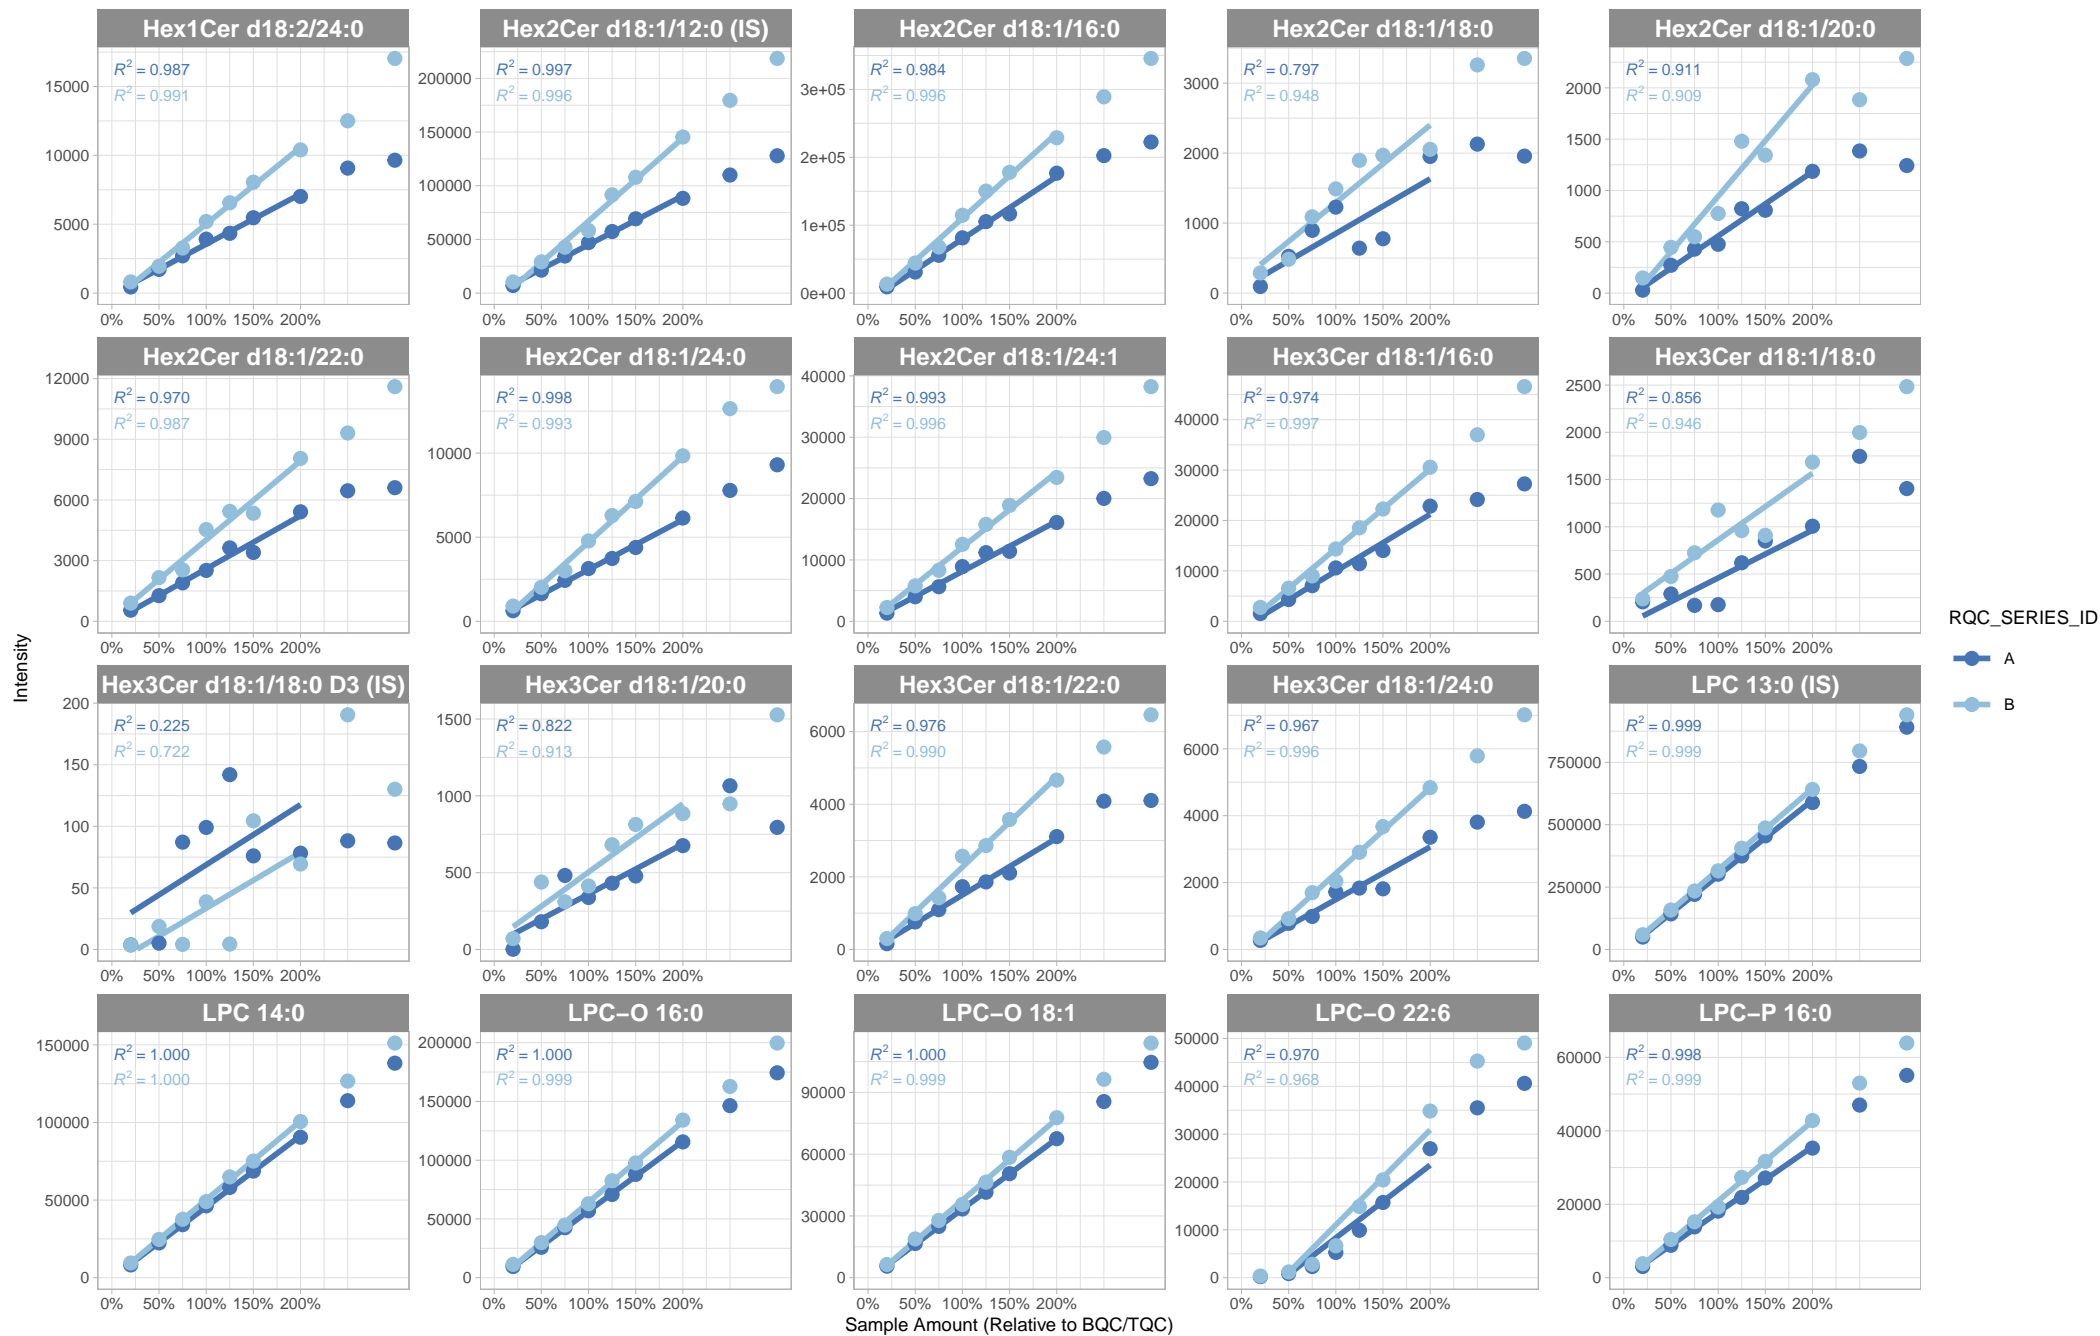 Hex1Cer d18:2/24:0
R² = 0.987
R² = 0.991
15000
10000
5000
0
0% 50% 100% 150% 200%
Hex2Cer d18:1/12:0 (IS)
R² = 0.997
R² = 0.996
200000
150000
100000
50000
0
0% 50% 100% 150% 200%
Hex2Cer d18:1/16:0
R² = 0.984
R² = 0.996
3e+05
2e+05
1e+05
0e+00
0% 50% 100% 150% 200%
Hex2Cer d18:1/18:0
R² = 0.797
R² = 0.948
3000
2000
1000
0
0% 50% 100% 150% 200%
Hex2Cer d18:1/20:0
R² = 0.911
R² = 0.909
2000
1500
1000
500
0
0% 50% 100% 150% 200%
Hex2Cer d18:1/22:0
R² = 0.970
R² = 0.987
12000
9000
6000
3000
0
0% 50% 100% 150% 200%
Hex2Cer d18:1/24:0
R² = 0.998
R² = 0.993
10000
5000
0
0% 50% 100% 150% 200%
Hex2Cer d18:1/24:1
R² = 0.993
R² = 0.996
40000
30000
20000
10000
0
0% 50% 100% 150% 200%
Hex3Cer d18:1/16:0
R² = 0.974
R² = 0.997
40000
30000
20000
10000
0
0% 50% 100% 150% 200%
Hex3Cer d18:1/18:0
R² = 0.856
R² = 0.946
2500
2000
1500
1000
500
0
0% 50% 100% 150% 200%
Hex3Cer d18:1/18:0 D3 (IS)
R² = 0.225
R² = 0.722
200
150
100
50
0
0% 50% 100% 150% 200%
Hex3Cer d18:1/20:0
R² = 0.822
R² = 0.913
1500
1000
500
0
0% 50% 100% 150% 200%
Hex3Cer d18:1/22:0
R² = 0.976
R² = 0.990
6000
4000
2000
0
0% 50% 100% 150% 200%
Hex3Cer d18:1/24:0
R² = 0.967
R² = 0.996
6000
4000
2000
0
0% 50% 100% 150% 200%
LPC 13:0 (IS)
R² = 0.999
R² = 0.999
750000
500000
250000
0
0% 50% 100% 150% 200%
LPC 14:0
R² = 1.000
R² = 1.000
150000
100000
50000
0
0% 50% 100% 150% 200%
LPC−O 16:0
R² = 1.000
R² = 0.999
200000
150000
100000
50000
0
0% 50% 100% 150% 200%
LPC−O 18:1
R² = 1.000
R² = 0.999
90000
60000
30000
0
0% 50% 100% 150% 200%
LPC−O 22:6
R² = 0.970
R² = 0.968
50000
40000
30000
20000
10000
0
0% 50% 100% 150% 200%
LPC−P 16:0
R² = 0.998
R² = 0.999
60000
40000
20000
0
0% 50% 100% 150% 200%
Intensity
Sample Amount (Relative to BQC/TQC)
RQC_SERIES_ID
A
B